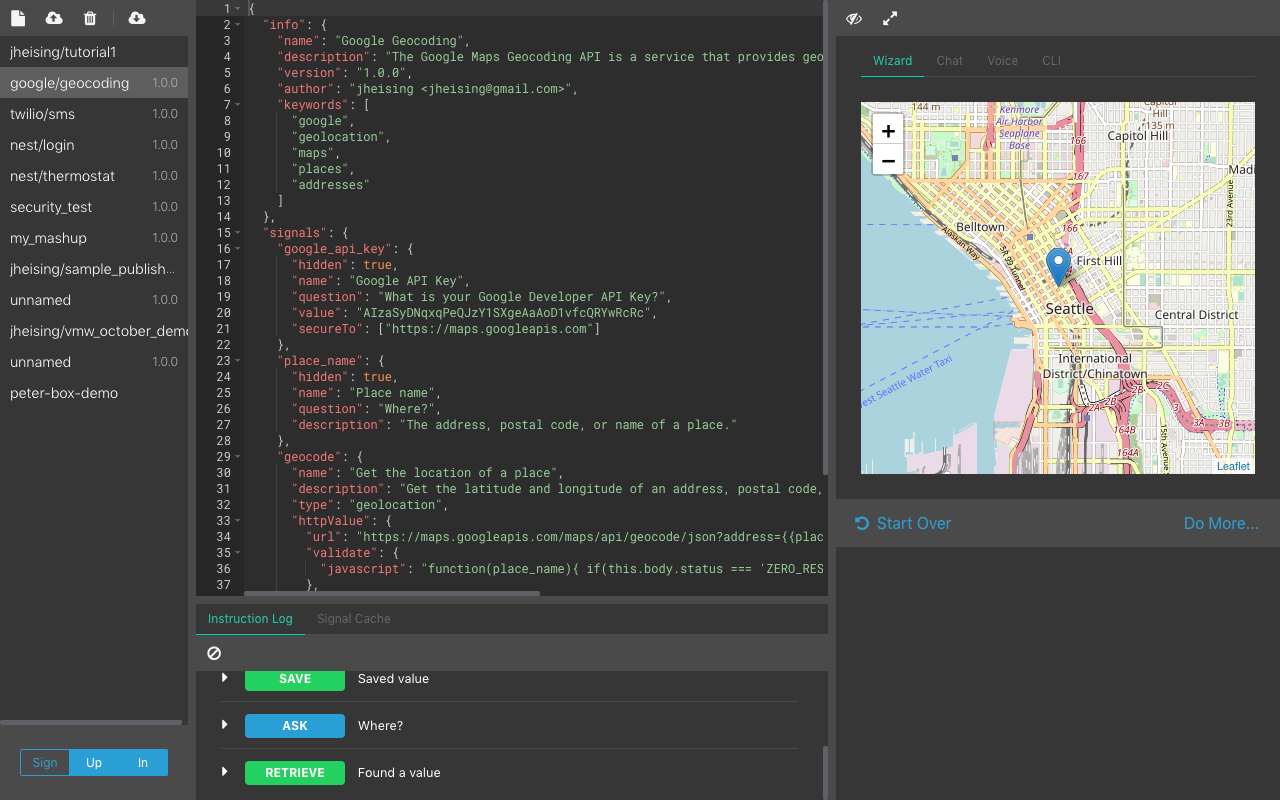 jheising/tutorial1
google/geocoding 1.0.0
twilio/sms 1.0.0
nest/login 1.0.0
nest/thermostat 1.0.0
security_test 1.0.0
my_mashup 1.0.0
jheising/sample_publish...
unnamed 1.0.0
jheising/vmw_october_demo
unnamed 1.0.0
peter-box-demo
Sign Up In
1 {
2 "info": {
3 "name": "Google Geocoding",
4 "description": "The Google Maps Geocoding API is a service that provides geo
5 "version": "1.0.0",
6 "author": "jheising <jheising@gmail.com>",
7 "keywords": [
8 "google",
9 "geolocation",
10 "maps",
11 "places",
12 "addresses"
13 ]
14 },
15 "signals": {
16 "google_api_key": {
17 "hidden": true,
18 "name": "Google API Key",
19 "question": "What is your Google Developer API Key?",
20 "value": "AIzaSyDNqxqPeQJzY1SXgeAaAoD1vfcQRYwRcRc",
21 "secureTo": ["https://maps.googleapis.com"]
22 },
23 "place_name": {
24 "hidden": true,
25 "name": "Place name",
26 "question": "Where?",
27 "description": "The address, postal code, or name of a place."
28 },
29 "geocode": {
30 "name": "Get the location of a place",
31 "description": "Get the latitude and longitude of an address, postal code,
32 "type": "geolocation",
33 "httpValue": {
34 "url": "https://maps.googleapis.com/maps/api/geocode/json?address={{plac
35 "validate": {
36 "javascript": "function(place_name){ if(this.body.status === 'ZERO_RES
37 },
Instruction Log Signal Cache
SAVE Saved value
ASK Where?
RETRIEVE Found a value
Wizard Chat Voice CLI
+
−
144 m
Kenmore
Air Harbor
Seaplane
Base
Capitol
Hill
135 m
166
Capitol Hill
167
Madi
23rd Avenue
Belltown
166
Alaskan Way
SR 99 Tunnel
First Hill
Seattle
Central District
International
District/Chinatown
est Seattle Water Taxi
2B
2C
2A
2B
3
3A
3B
164B
15th Avenue
164A
Leaflet
Start Over
Do More...